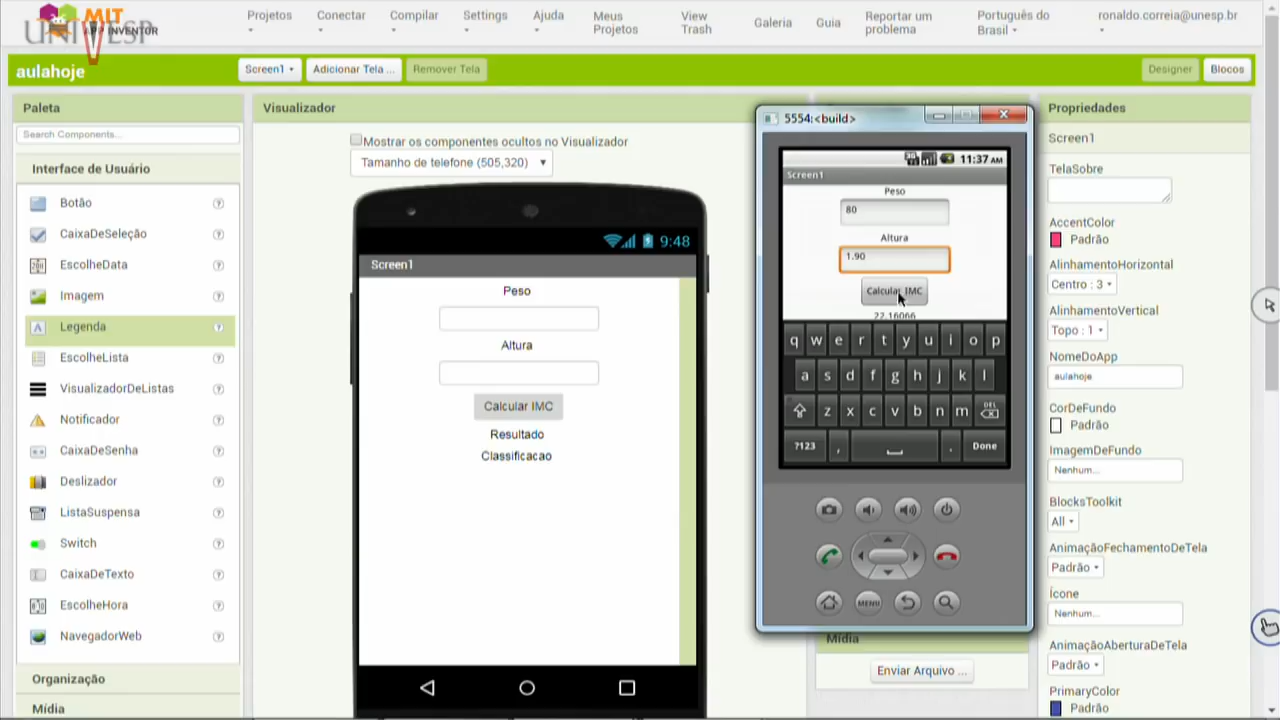 UNIVESP
MIT
APP INVENTOR
Projetos
Conectar
Compilar
Settings
Ajuda
Meus Projetos
View Trash
Galeria
Guia
Reportar um problema
Português do Brasil
ronaldo.correia@unesp.br
aulahoje
Screen1
Adicionar Tela ...
Remover Tela
Designer
Blocos
Paleta
Search Components...
Interface de Usuário
Botão
CaixaDeSeleção
EscolheData
Imagem
Legenda
EscolheLista
VisualizadorDeListas
Notificador
CaixaDeSenha
Deslizador
ListaSuspensa
Switch
CaixaDeTexto
EscolheHora
NavegadorWeb
Organização
Mídia
Visualizador
Mostrar os componentes ocultos no Visualizador
Tamanho de telefone (505,320)
9:48
Screen1
Peso
Altura
Calcular IMC
Resultado
Classificacao
5554:<build>
11:37 AM
Screen1
Peso
80
Altura
1.90
Calcular IMC
22.16066
q w e r t y u i o p
a s d f g h j k l
z x c v b n m DEL
?123 , . Done
MENU
Mídia
Enviar Arquivo ...
Propriedades
Screen1
TelaSobre
AccentColor
Padrão
AlinhamentoHorizontal
Centro : 3
AlinhamentoVertical
Topo : 1
NomeDoApp
aulahoje
CorDeFundo
Padrão
ImagemDeFundo
Nenhum...
BlocksToolkit
All
AnimaçãoFechamentoDeTela
Padrão
Ícone
Nenhum...
AnimaçãoAberturaDeTela
Padrão
PrimaryColor
Padrão